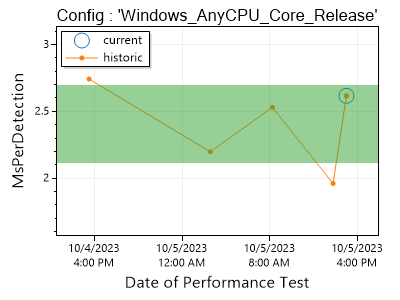 Config : 'Windows_AnyCPU_Core_Release'
current
historic
3
2.5
2
MsPerDetection
10/4/2023 10/5/2023 10/5/2023 10/5/2023
4:00 PM 12:00 AM 8:00 AM 4:00 PM
Date of Performance Test